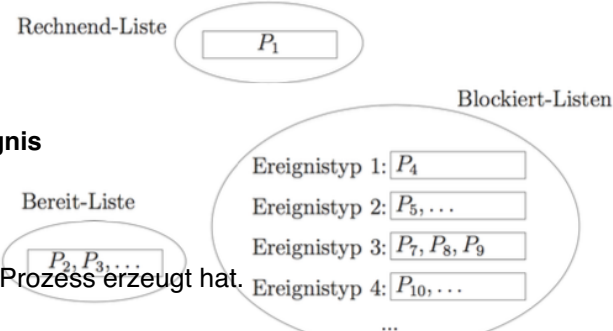 Rechnend-Liste
P₁
Blockiert-Listen
gnis
Ereignistyp 1: P₄
Ereignistyp 2: P₅, . . .
Bereit-Liste
Ereignistyp 3: P₇, P₈, P₉
P₂, P₃, . . .
Prozess erzeugt hat.
Ereignistyp 4: P₁₀, . . .
...